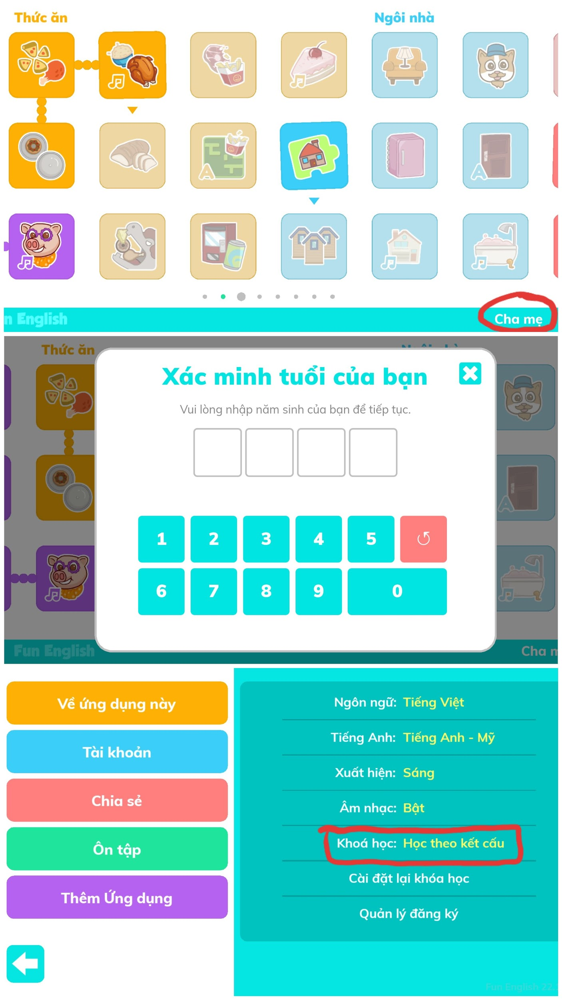 Thức ăn
Ngôi nhà
A
A
n English
Cha mẹ
Thức ăn
Xác minh tuổi của bạn
Vui lòng nhập năm sinh của bạn để tiếp tục.
A
1 2 3 4 5
6 7 8 9 0
Fun English
Cha m
Về ứng dụng này
Tài khoản
Chia sẻ
Ôn tập
Thêm Ứng dụng
Ngôn ngữ: Tiếng Việt
Tiếng Anh: Tiếng Anh - Mỹ
Xuất hiện: Sáng
Âm nhạc: Bật
Khoá học: Học theo kết cấu
Cài đặt lại khóa học
Quản lý đăng ký
Fun English 22.